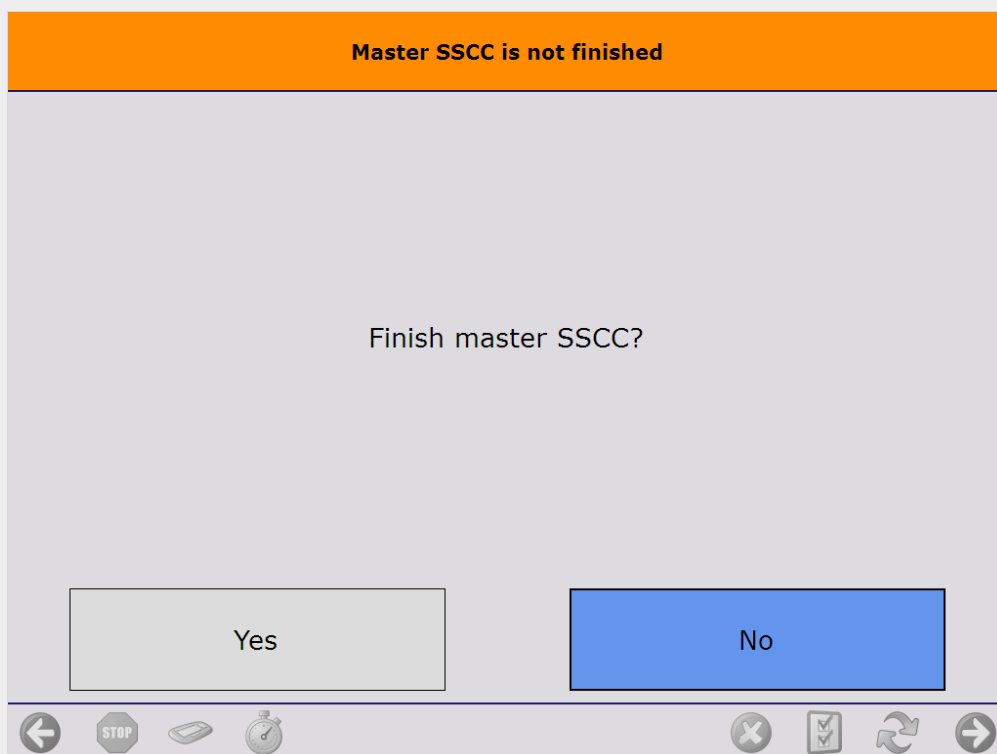 Master SSCC is not finished
Finish master SSCC?
Yes
No
STOP